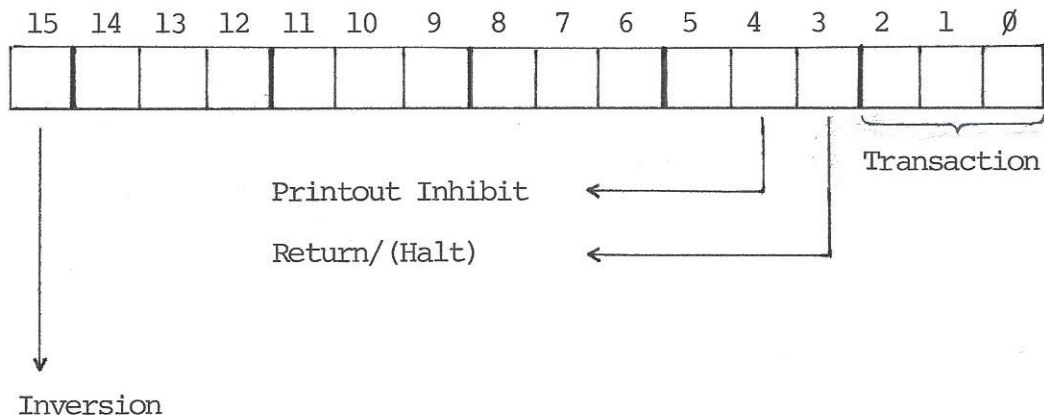 15 14 13 12 11 10 9 8 7 6 5 4 3 2 1 Ø
Transaction
Printout Inhibit
Return/(Halt)
Inversion